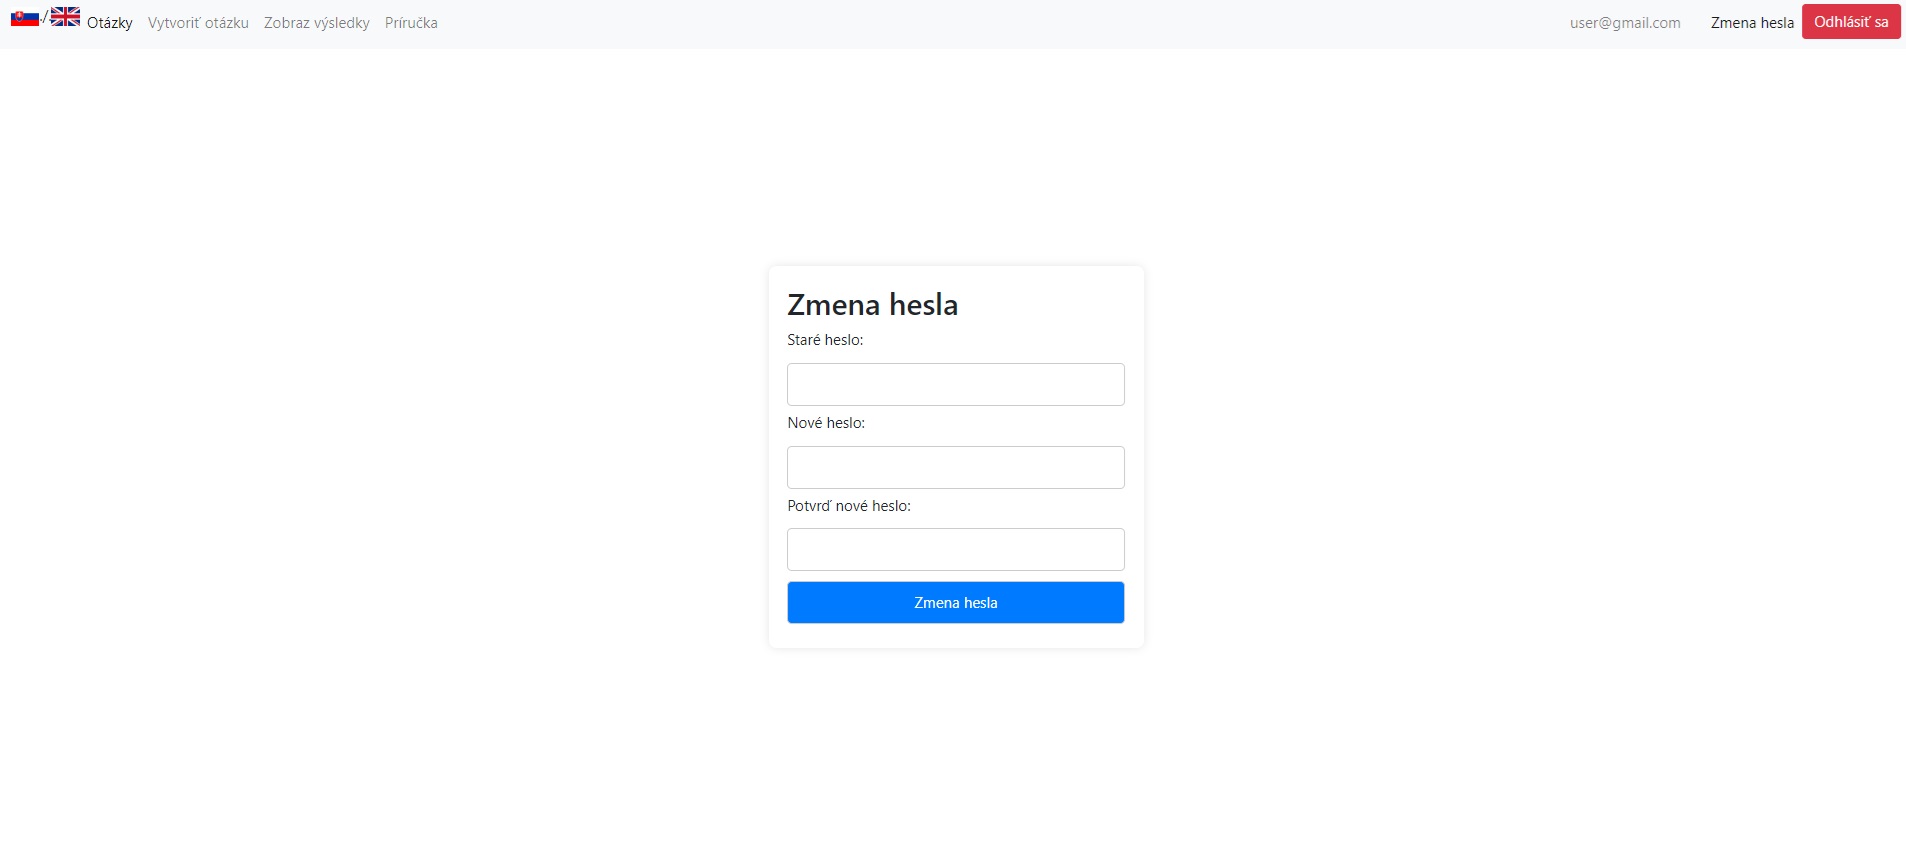 / Otázky Vytvoriť otázku Zobraz výsledky Príručka user@gmail.com Zmena hesla Odhlásiť sa
Zmena hesla
Staré heslo:
Nové heslo:
Potvrď nové heslo:
Zmena hesla